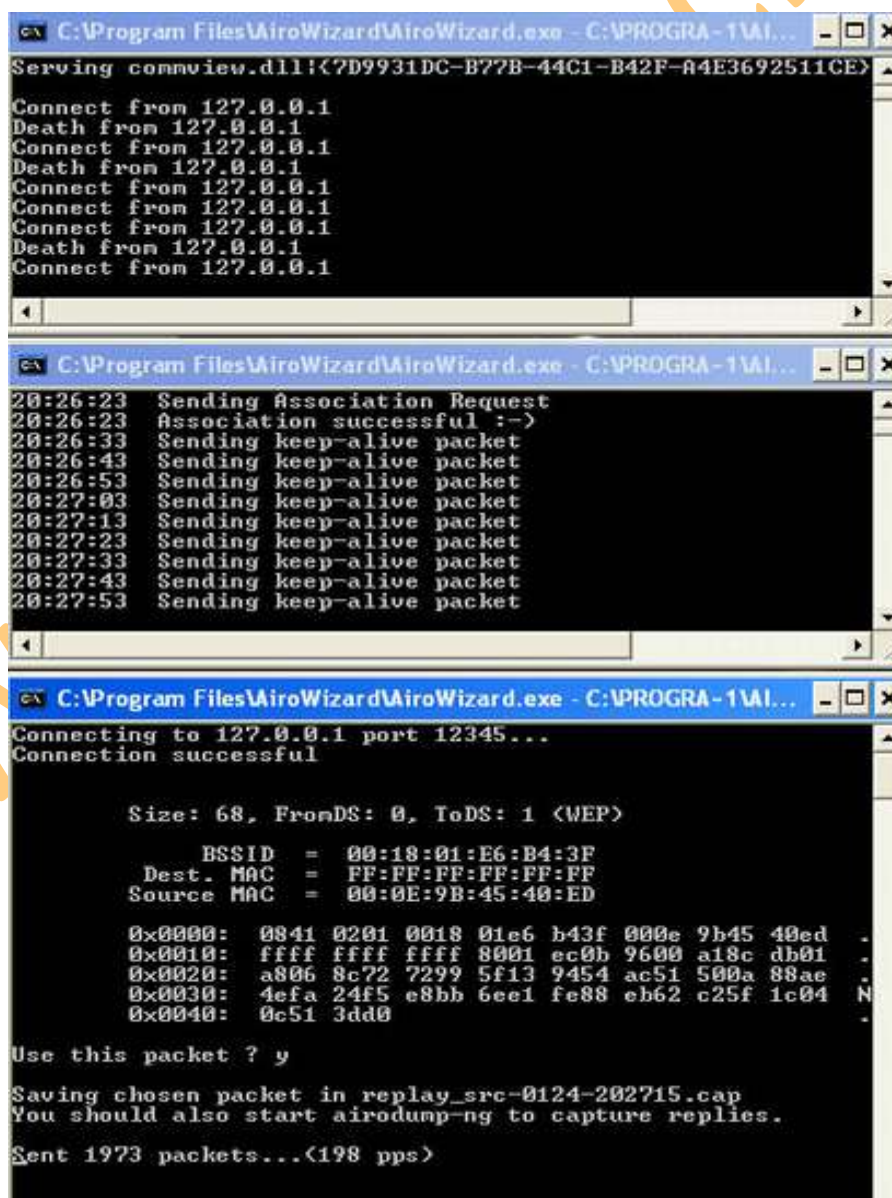 C:\Program Files\AiroWizard\AiroWizard.exe - C:\PROGRA~1\AI...
Serving commview.dll!{7D9931DC-B77B-44C1-B42F-A4E3692511CE}
Connect from 127.0.0.1
Death from 127.0.0.1
Connect from 127.0.0.1
Death from 127.0.0.1
Connect from 127.0.0.1
Connect from 127.0.0.1
Connect from 127.0.0.1
Death from 127.0.0.1
Connect from 127.0.0.1
C:\Program Files\AiroWizard\AiroWizard.exe - C:\PROGRA~1\AI...
20:26:23 Sending Association Request
20:26:23 Association successful :-)
20:26:33 Sending keep-alive packet
20:26:43 Sending keep-alive packet
20:26:53 Sending keep-alive packet
20:27:03 Sending keep-alive packet
20:27:13 Sending keep-alive packet
20:27:23 Sending keep-alive packet
20:27:33 Sending keep-alive packet
20:27:43 Sending keep-alive packet
20:27:53 Sending keep-alive packet
C:\Program Files\AiroWizard\AiroWizard.exe - C:\PROGRA~1\AI...
Connecting to 127.0.0.1 port 12345...
Connection successful
Size: 68, FromDS: 0, ToDS: 1 (WEP)
BSSID = 00:18:01:E6:B4:3F
Dest. MAC = FF:FF:FF:FF:FF:FF
Source MAC = 00:0E:9B:45:40:ED
0x0000: 0841 0201 0018 01e6 b43f 000e 9b45 40ed .
0x0010: ffff ffff ffff 8001 ec0b 9600 a18c db01 .
0x0020: a806 8c72 7299 5f13 9454 ac51 500a 88ae .
0x0030: 4efa 24f5 e8bb 6ee1 fe88 eb62 c25f 1c04 N
0x0040: 0c51 3dd0 .
Use this packet ? y
Saving chosen packet in replay_src-0124-202715.cap
You should also start airodump-ng to capture replies.
Sent 1973 packets...(198 pps)